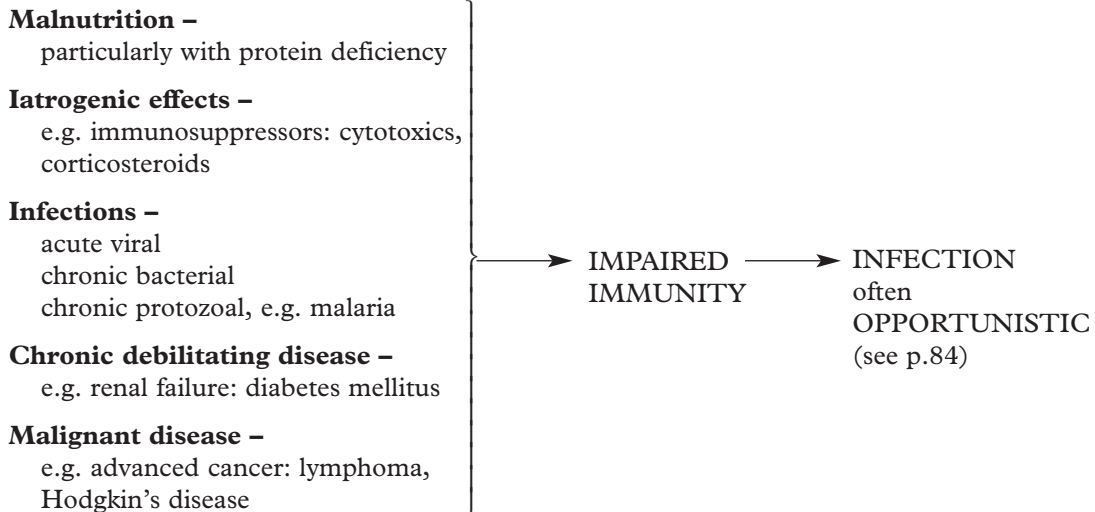 Malnutrition –
particularly with protein deficiency
Iatrogenic effects –
e.g. immunosuppressors: cytotoxics,
corticosteroids
Infections –
acute viral
chronic bacterial
chronic protozoal, e.g. malaria
Chronic debilitating disease –
e.g. renal failure: diabetes mellitus
Malignant disease –
e.g. advanced cancer: lymphoma,
Hodgkin's disease
IMPAIRED
IMMUNITY
INFECTION
often
OPPORTUNISTIC
(see p.84)